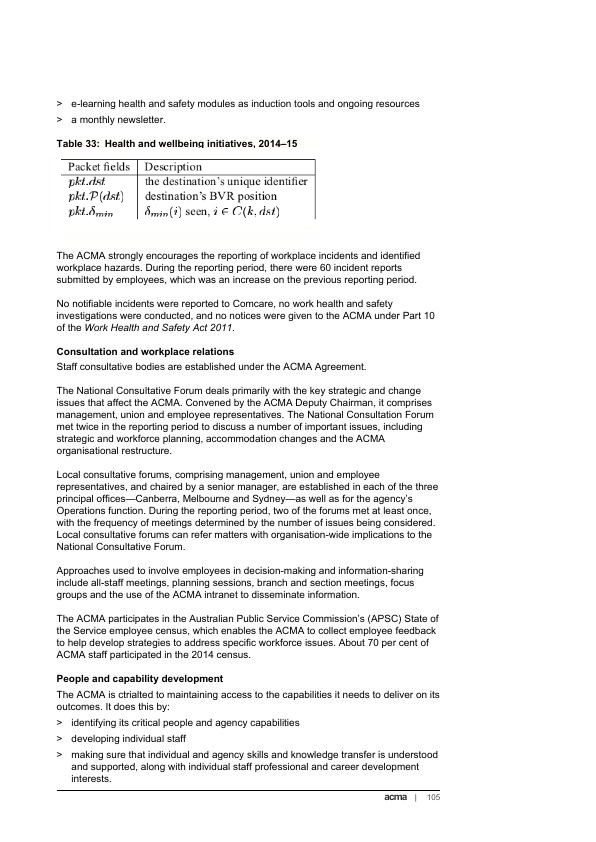 > e-learning health and safety modules as induction tools and ongoing resources
> a monthly newsletter.
Table 33: Health and wellbeing initiatives, 2014–15
Packet fields | Description
pkt.dst | the destination's unique identifier
pkt.P(dst) | destination's BVR position
pkt.δmin | δmin(i) seen, i ∈ C(k, dst)
The ACMA strongly encourages the reporting of workplace incidents and identified
workplace hazards. During the reporting period, there were 60 incident reports
submitted by employees, which was an increase on the previous reporting period.
No notifiable incidents were reported to Comcare, no work health and safety
investigations were conducted, and no notices were given to the ACMA under Part 10
of the Work Health and Safety Act 2011.
Consultation and workplace relations
Staff consultative bodies are established under the ACMA Agreement.
The National Consultative Forum deals primarily with the key strategic and change
issues that affect the ACMA. Convened by the ACMA Deputy Chairman, it comprises
management, union and employee representatives. The National Consultation Forum
met twice in the reporting period to discuss a number of important issues, including
strategic and workforce planning, accommodation changes and the ACMA
organisational restructure.
Local consultative forums, comprising management, union and employee
representatives, and chaired by a senior manager, are established in each of the three
principal offices—Canberra, Melbourne and Sydney—as well as for the agency's
Operations function. During the reporting period, two of the forums met at least once,
with the frequency of meetings determined by the number of issues being considered.
Local consultative forums can refer matters with organisation-wide implications to the
National Consultative Forum.
Approaches used to involve employees in decision-making and information-sharing
include all-staff meetings, planning sessions, branch and section meetings, focus
groups and the use of the ACMA intranet to disseminate information.
The ACMA participates in the Australian Public Service Commission's (APSC) State of
the Service employee census, which enables the ACMA to collect employee feedback
to help develop strategies to address specific workforce issues. About 70 per cent of
ACMA staff participated in the 2014 census.
People and capability development
The ACMA is ctrialted to maintaining access to the capabilities it needs to deliver on its
outcomes. It does this by:
> identifying its critical people and agency capabilities
> developing individual staff
> making sure that individual and agency skills and knowledge transfer is understood
and supported, along with individual staff professional and career development
interests.
acma | 105